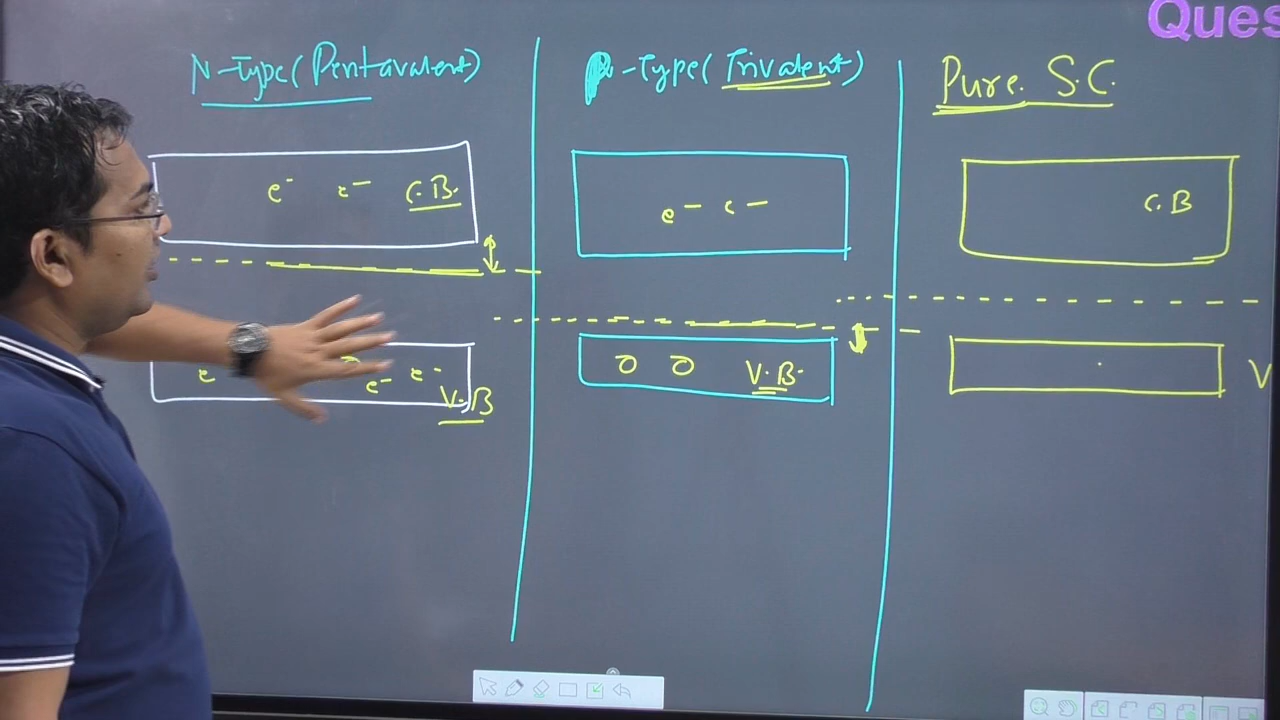 Ques
N-Type(Pentavalent)
P-Type(Trivalent)
Pure. S.C.
e⁻ e⁻ C.B.
e⁻ e⁻
C.B
e e⁻ e⁻ V.B
O O V.B.
V